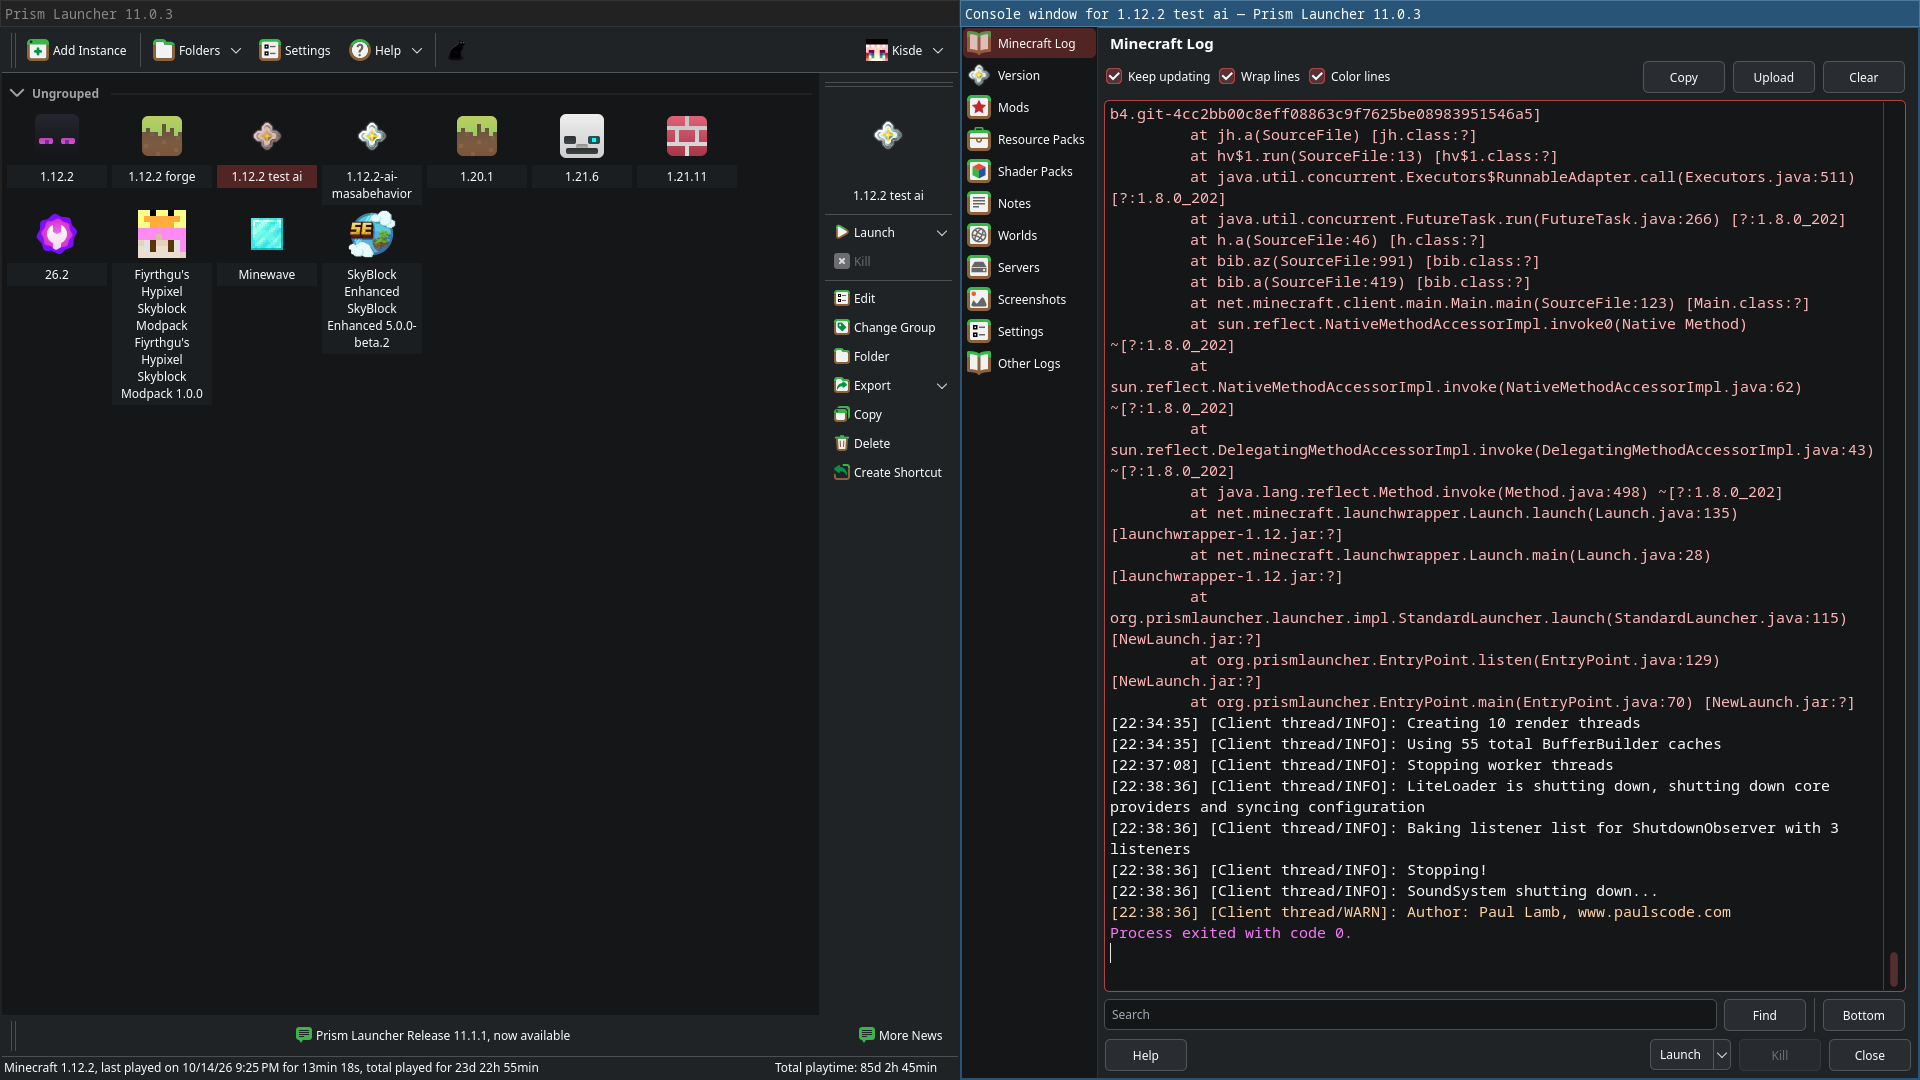 Prism Launcher 11.0.3
Add Instance
Folders
Settings
Help
Kisde
Ungrouped
1.12.2
1.12.2 forge
1.12.2 test ai
1.12.2-ai-
masabehavior
1.20.1
1.21.6
1.21.11
26.2
Fiyrthgu's
Hypixel
Skyblock
Modpack
Fiyrthgu's
Hypixel
Skyblock
Modpack 1.0.0
Minewave
SE
SkyBlock
Enhanced
SkyBlock
Enhanced 5.0.0-
beta.2
1.12.2 test ai
Launch
Kill
Edit
Change Group
Folder
Export
Copy
Delete
Create Shortcut
Prism Launcher Release 11.1.1, now available
More News
Minecraft 1.12.2, last played on 10/14/26 9:25 PM for 13min 18s, total played for 23d 22h 55min
Total playtime: 85d 2h 45min
Console window for 1.12.2 test ai — Prism Launcher 11.0.3
Minecraft Log
Version
Mods
Resource Packs
Shader Packs
Notes
Worlds
Servers
Screenshots
Settings
Other Logs
Minecraft Log
Keep updating
Wrap lines
Color lines
Copy
Upload
Clear
b4.git-4cc2bb00c8eff08863c9f7625be08983951546a5]
at jh.a(SourceFile) [jh.class:?]
at hv$1.run(SourceFile:13) [hv$1.class:?]
at java.util.concurrent.Executors$RunnableAdapter.call(Executors.java:511)
[?:1.8.0_202]
at java.util.concurrent.FutureTask.run(FutureTask.java:266) [?:1.8.0_202]
at h.a(SourceFile:46) [h.class:?]
at bib.az(SourceFile:991) [bib.class:?]
at bib.a(SourceFile:419) [bib.class:?]
at net.minecraft.client.main.Main.main(SourceFile:123) [Main.class:?]
at sun.reflect.NativeMethodAccessorImpl.invoke0(Native Method)
~[?:1.8.0_202]
at
sun.reflect.NativeMethodAccessorImpl.invoke(NativeMethodAccessorImpl.java:62)
~[?:1.8.0_202]
at
sun.reflect.DelegatingMethodAccessorImpl.invoke(DelegatingMethodAccessorImpl.java:43)
~[?:1.8.0_202]
at java.lang.reflect.Method.invoke(Method.java:498) ~[?:1.8.0_202]
at net.minecraft.launchwrapper.Launch.launch(Launch.java:135)
[launchwrapper-1.12.jar:?]
at net.minecraft.launchwrapper.Launch.main(Launch.java:28)
[launchwrapper-1.12.jar:?]
at
org.prismlauncher.launcher.impl.StandardLauncher.launch(StandardLauncher.java:115)
[NewLaunch.jar:?]
at org.prismlauncher.EntryPoint.listen(EntryPoint.java:129)
[NewLaunch.jar:?]
at org.prismlauncher.EntryPoint.main(EntryPoint.java:70) [NewLaunch.jar:?]
[22:34:35] [Client thread/INFO]: Creating 10 render threads
[22:34:35] [Client thread/INFO]: Using 55 total BufferBuilder caches
[22:37:08] [Client thread/INFO]: Stopping worker threads
[22:38:36] [Client thread/INFO]: LiteLoader is shutting down, shutting down core
providers and syncing configuration
[22:38:36] [Client thread/INFO]: Baking listener list for ShutdownObserver with 3
listeners
[22:38:36] [Client thread/INFO]: Stopping!
[22:38:36] [Client thread/INFO]: SoundSystem shutting down...
[22:38:36] [Client thread/WARN]: Author: Paul Lamb, www.paulscode.com
Process exited with code 0.
Search
Find
Bottom
Help
Launch
Kill
Close